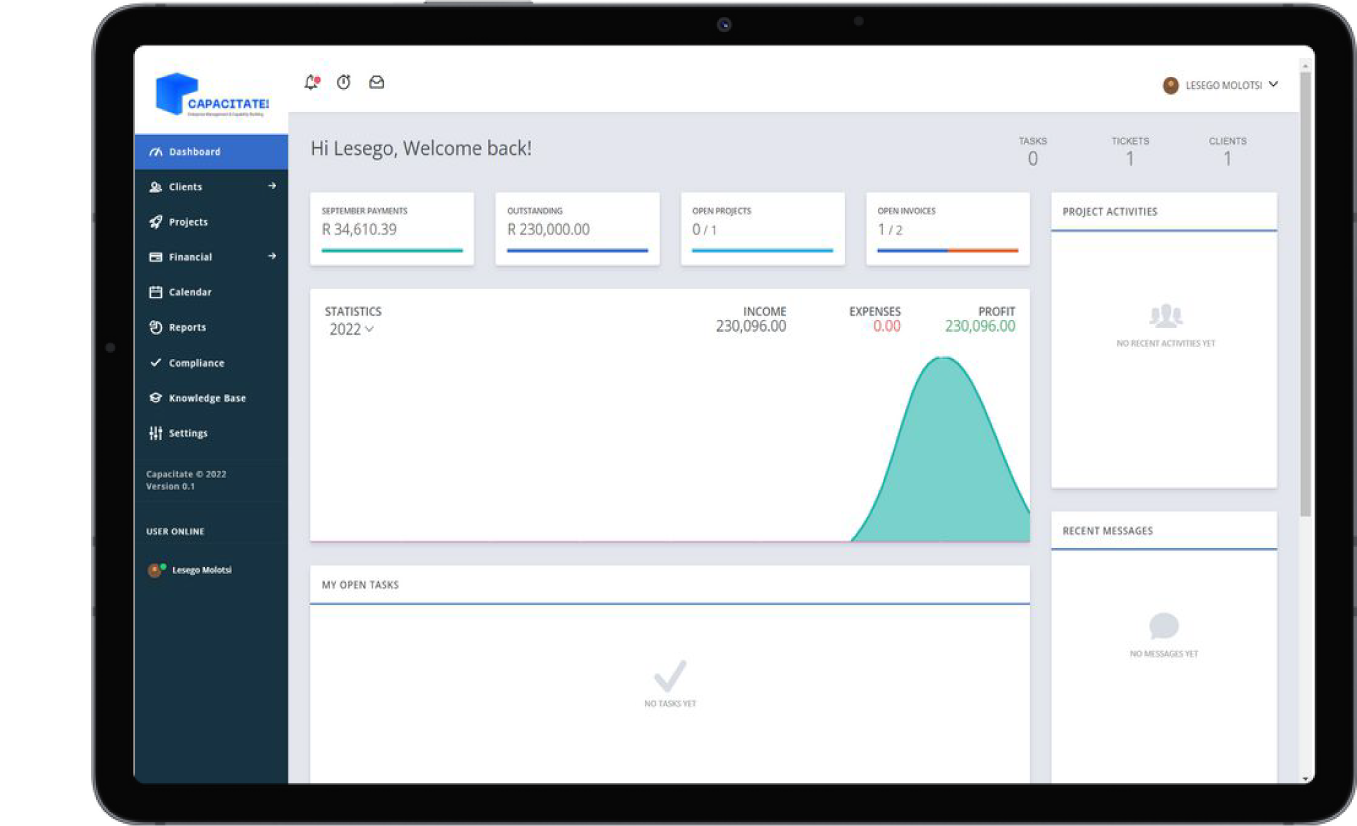 CAPACITATE!
Enterprise Management & Capability Building
LESEGO MOLOTSI
Dashboard
Clients
Projects
Financial
Calendar
Reports
Compliance
Knowledge Base
Settings
Capacitate © 2022
Version 0.1
USER ONLINE
Lesego Molotsi
Hi Lesego, Welcome back!
TASKS
0
TICKETS
1
CLIENTS
1
SEPTEMBER PAYMENTS
R 34,610.39
OUTSTANDING
R 230,000.00
OPEN PROJECTS
0 / 1
OPEN INVOICES
1 / 2
STATISTICS
2022
INCOME
230,096.00
EXPENSES
0.00
PROFIT
230,096.00
MY OPEN TASKS
NO TASKS YET
PROJECT ACTIVITIES
NO RECENT ACTIVITIES YET
RECENT MESSAGES
NO MESSAGES YET